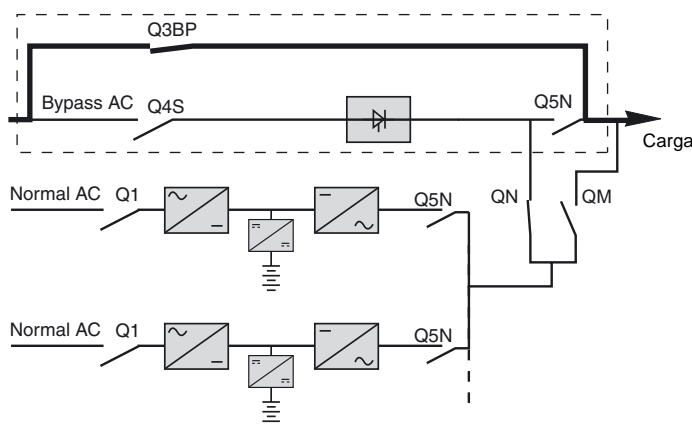 Q3BP
Bypass AC
Q4S
Q5N
Carga
Normal AC
Q1
Q5N
QN
QM
Normal AC
Q1
Q5N